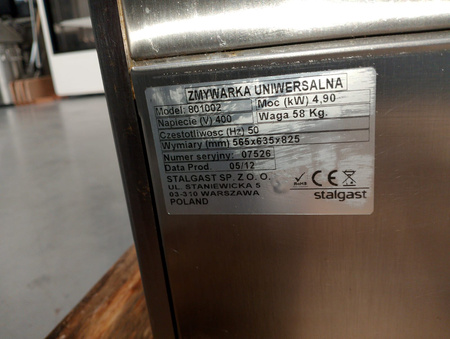 ZMYWARKA UNIWERSALNA
Model: 801002 Moc (kW) 4,90
Napiecie (V) 400 Waga 58 Kg.
Czestotliwosc (Hz) 50
Wymiary (mm) 565x635x825
Numer seryjny: 07526
Data Prod 05/12
STALGAST SP. Z O. O.
UL. STANIEWICKA 5
03-310 WARSZAWA
POLAND
CE
stalgast